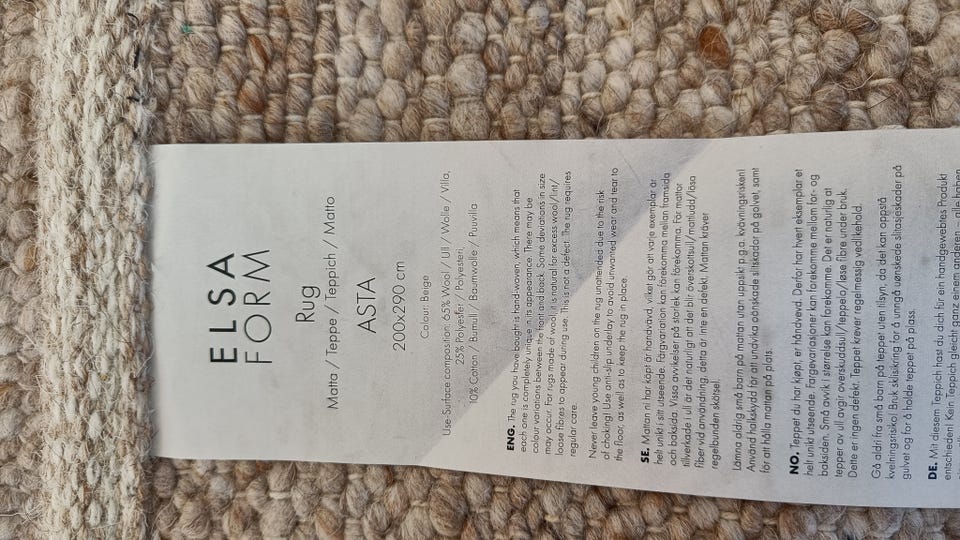 ELSA
FORM
Rug
Matta / Teppe / Teppich / Matto
ASTA
200x290 cm
Colour: Beige
Use-Surface composition: 65% Wool / Ull / Wolle / Villa,
25% Polyester / Polyesteri,
10% Cotton / Bomull / Baumwolle / Puuvilla
ENG. The rug you have bought is hand-woven, which means that
each one is completely unique in its appearance. There may be
colour variations between the front and back. Some deviations in size
may occur. For rugs made of wool, it is natural for excess wool/lint/
loose fibres to appear during use. This is not a defect. The rug requires
regular care.
Never leave young children on the rug unattended due to the risk
of choking! Use anti-slip underlay to avoid unwanted wear and tear to
the floor, as well as to keep the rug in place.
SE. Mattan ni har köpt är handvävd, vilket gör att varje exemplar är
helt unikt i sitt utseende. Färgvariation kan förekomma mellan framsida
och baksida. Vissa avvikelser på storlek kan förekomma. För mattor
tillverkade i ull är det naturligt att det blir överskottsull/mattludd/lösa
fiber vid användning, detta är inte en defekt. Mattan kräver
regelbunden skötsel.
Lämna aldrig små barn på mattan utan uppsikt p.g.a. kvävningsrisken!
Använd halkskydd för att undvika oönskade slitskador på golvet, samt
för att hålla mattan på plats.
NO. Teppet du har kjøpt, er håndvevd. Derfor har hvert eksemplar et
helt unikt utseende. Fargevariasjoner kan forekomme mellom for- og
baksiden. Små avvik i størrelse kan forekomme. Det er naturlig at
tepper av ull avgir overskuddsull/teppelo/løse fibre under bruk.
Dette er ingen defekt. Teppet krever regelmessig vedlikehold.
Gå aldri fra små barn på teppet uten tilsyn, da det kan oppstå
kvelningsrisiko! Bruk sklisikring for å unngå uønskede slitasjeskader på
gulvet og for å holde teppet på plass.
DE. Mit diesem Teppich hast du dich für ein handgewebtes Produkt
entschieden! Kein Teppich gleicht ganz einem anderen – alle haben